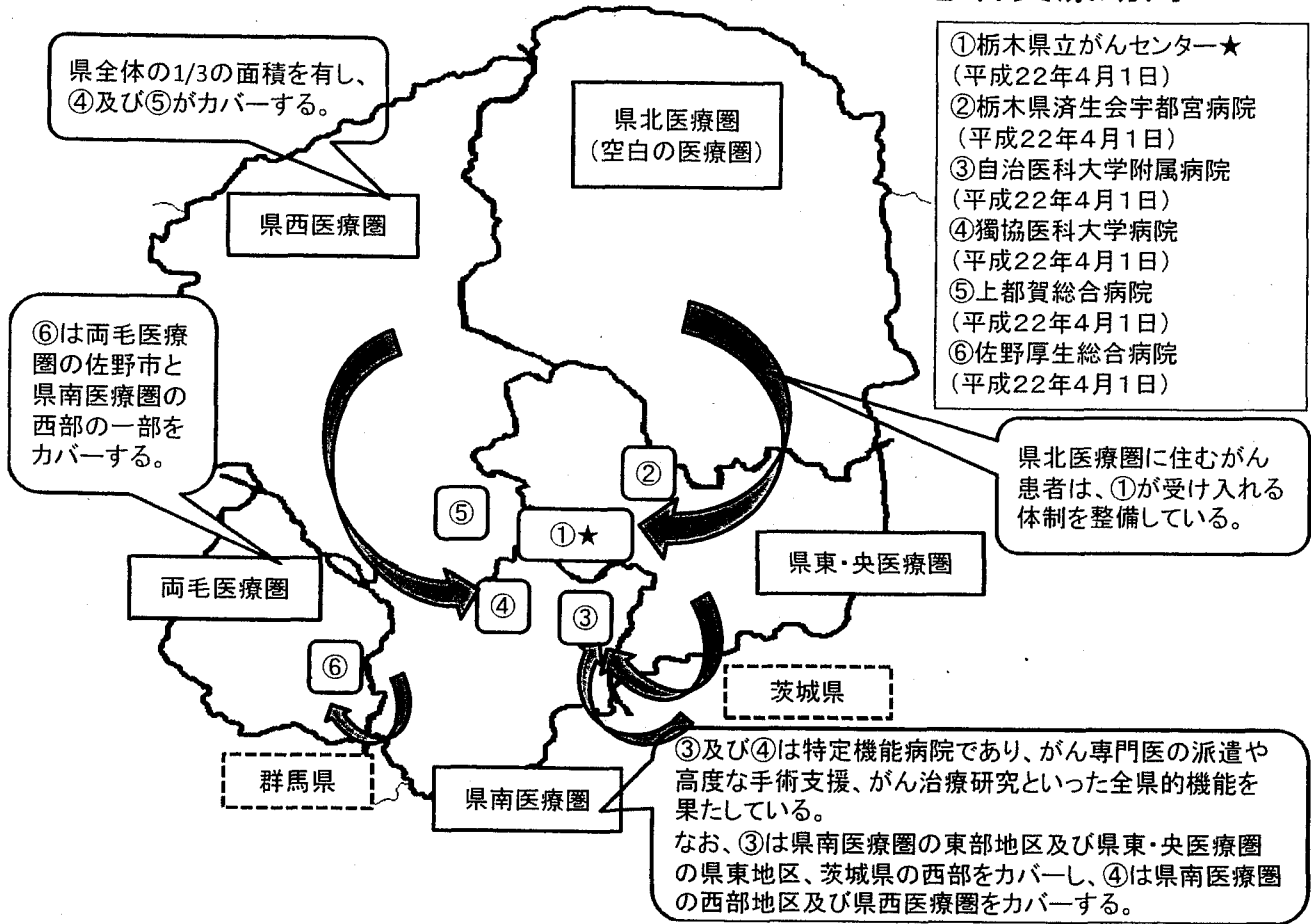 県全体の1/3の面積を有し、
④及び⑤がカバーする。
県北医療圏
(空白の医療圏)
①栃木県立がんセンター★
(平成22年4月1日)
②栃木県済生会宇都宮病院
(平成22年4月1日)
③自治医科大学附属病院
(平成22年4月1日)
④獨協医科大学病院
(平成22年4月1日)
⑤上都賀総合病院
(平成22年4月1日)
⑥佐野厚生総合病院
(平成22年4月1日)
県西医療圏
⑥は両毛医療
圏の佐野市と
県南医療圏の
西部の一部を
カバーする。
県北医療圏に住むがん
患者は、①が受け入れる
体制を整備している。
②
⑤
①★
県東・央医療圏
両毛医療圏
④
③
⑥
茨城県
群馬県
県南医療圏
③及び④は特定機能病院であり、がん専門医の派遣や
高度な手術支援、がん治療研究といった全県的機能を
果たしている。
なお、③は県南医療圏の東部地区及び県東・央医療圏
の県東地区、茨城県の西部をカバーし、④は県南医療圏
の西部地区及び県西医療圏をカバーする。